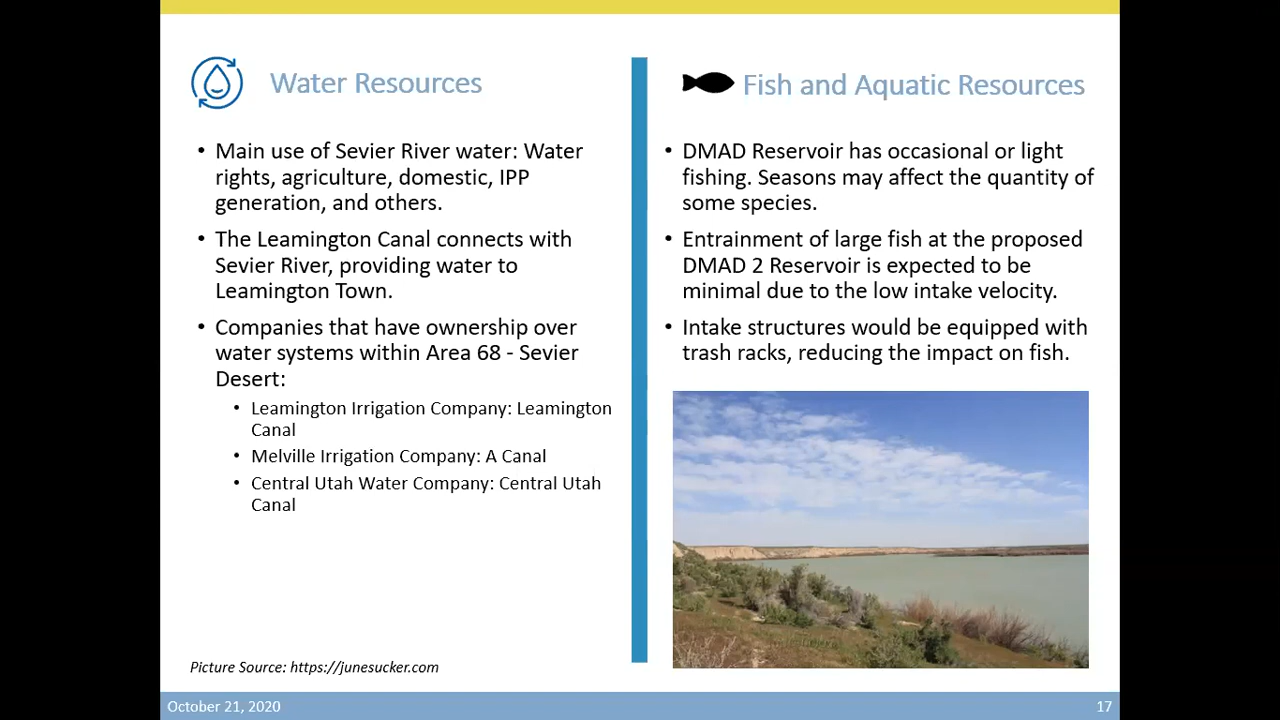 Water Resources
• Main use of Sevier River water: Water
rights, agriculture, domestic, IPP
generation, and others.
• The Leamington Canal connects with
Sevier River, providing water to
Leamington Town.
• Companies that have ownership over
water systems within Area 68 - Sevier
Desert:
• Leamington Irrigation Company: Leamington
Canal
• Melville Irrigation Company: A Canal
• Central Utah Water Company: Central Utah
Canal
Picture Source: https://junesucker.com
Fish and Aquatic Resources
• DMAD Reservoir has occasional or light
fishing. Seasons may affect the quantity of
some species.
• Entrainment of large fish at the proposed
DMAD 2 Reservoir is expected to be
minimal due to the low intake velocity.
• Intake structures would be equipped with
trash racks, reducing the impact on fish.
October 21, 2020
17